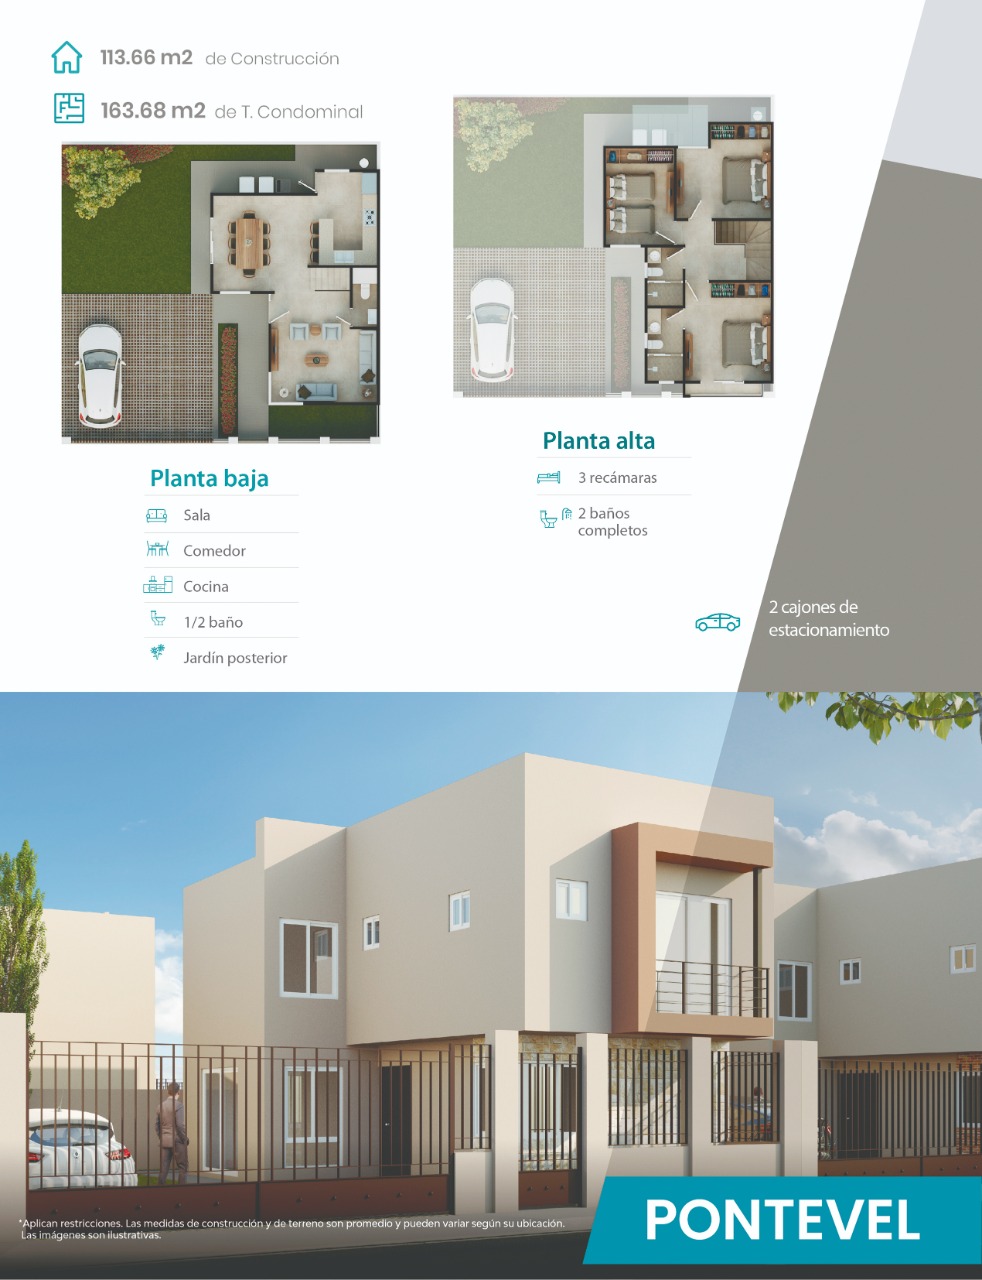 113.66 m2 de Construcción
163.68 m2 de T. Condominal
Planta baja
Sala
Comedor
Cocina
1/2 baño
Jardín posterior
Planta alta
3 recámaras
2 baños
completos
2 cajones de
estacionamiento
*Aplican restricciones. Las medidas de construcción y de terreno son promedio y pueden variar según su ubicación.
Las imágenes son ilustrativas.
PONTEVEL